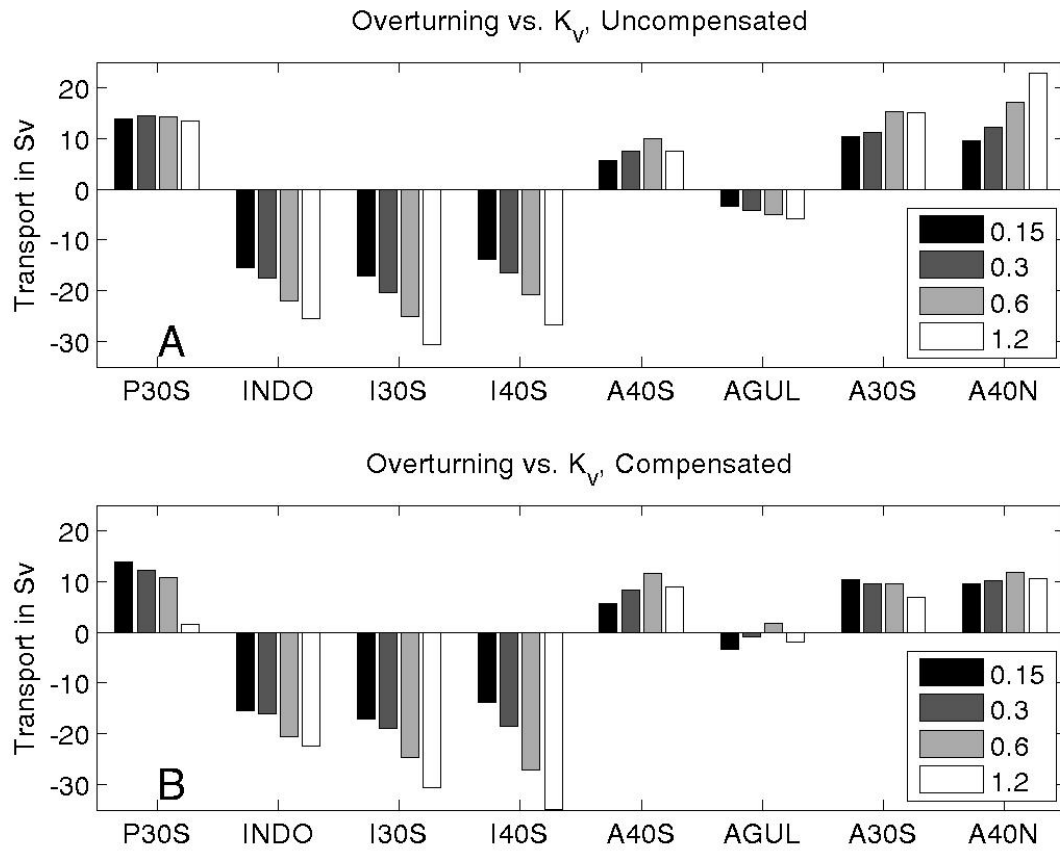 Overturning vs. Kv, Uncompensated
Transport in Sv
20
10
0
-10
-20
-30
A
0.15
0.3
0.6
1.2
P30S INDO I30S I40S A40S AGUL A30S A40N
Overturning vs. Kv, Compensated
Transport in Sv
20
10
0
-10
-20
-30
B
0.15
0.3
0.6
1.2
P30S INDO I30S I40S A40S AGUL A30S A40N